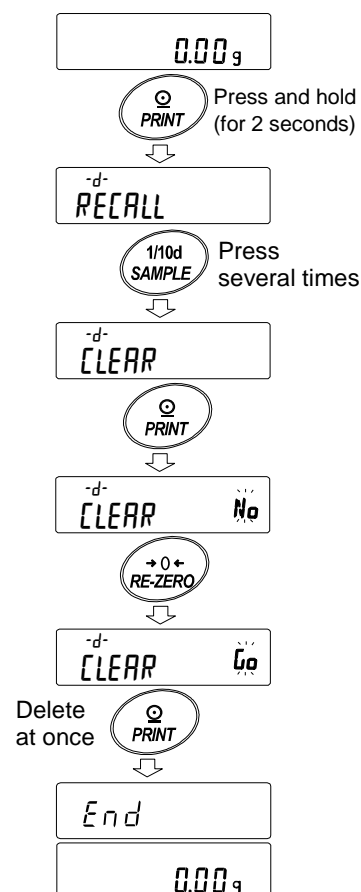 0.00 g
PRINT
Press and hold
(for 2 seconds)
-d-
RECALL
1/10d
SAMPLE
Press
several times
-d-
CLEAR
PRINT
-d-
CLEAR No
→0←
RE-ZERO
-d-
CLEAR Go
Delete
at once
PRINT
End
0.00 g